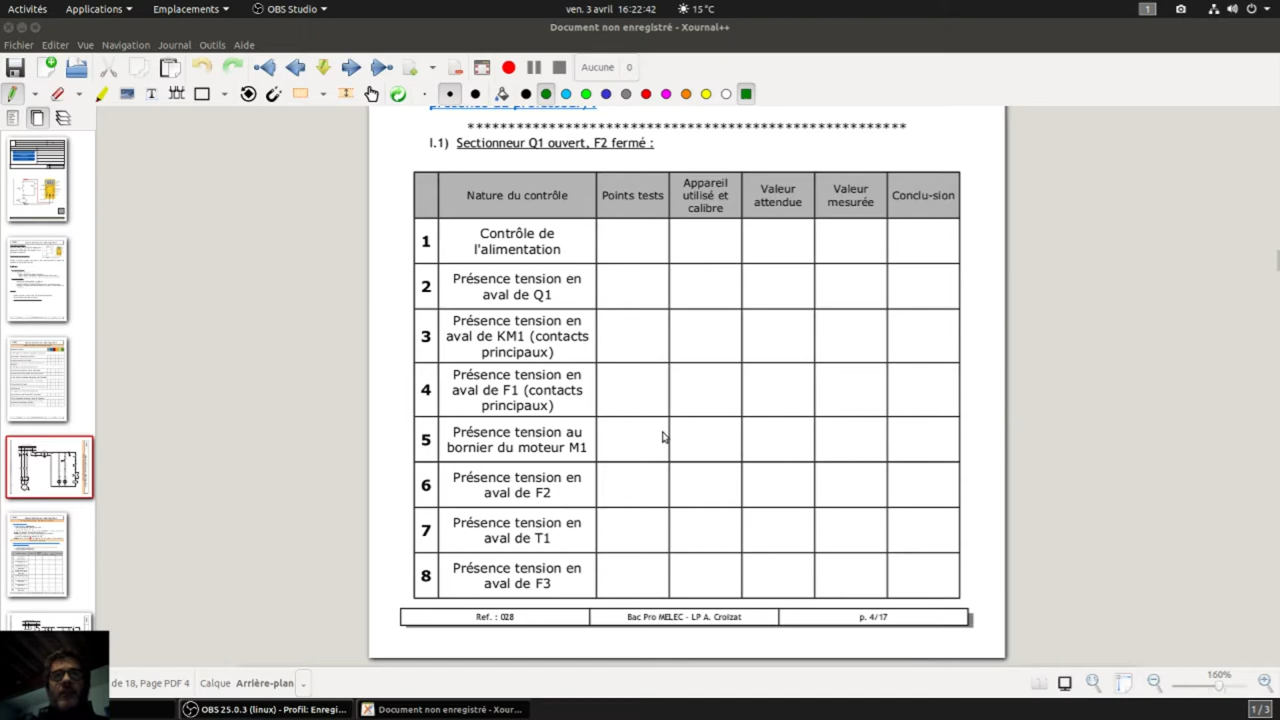 Activités Applications Emplacements OBS Studio ven. 3 avril 16:22:42 15 °C 1
Document non enregistré - Xournal++
Fichier Editer Vue Navigation Journal Outils Aide
Aucune 0
présence du professeur) :
*******************************************************
I.1) Sectionneur Q1 ouvert, F2 fermé :
Nature du contrôle Points tests Appareil utilisé et calibre Valeur attendue Valeur mesurée Conclu-sion
1 Contrôle de l'alimentation
2 Présence tension en aval de Q1
3 Présence tension en aval de KM1 (contacts principaux)
4 Présence tension en aval de F1 (contacts principaux)
5 Présence tension au bornier du moteur M1
6 Présence tension en aval de F2
7 Présence tension en aval de T1
8 Présence tension en aval de F3
Ref. : 028 Bac Pro MELEC - LP A. Croizat p. 4/17
de 18, Page PDF 4 Calque Arrière-plan 160%
OBS 25.0.3 (linux) - Profil: Enregi... Document non enregistré - Xour... 1 / 3